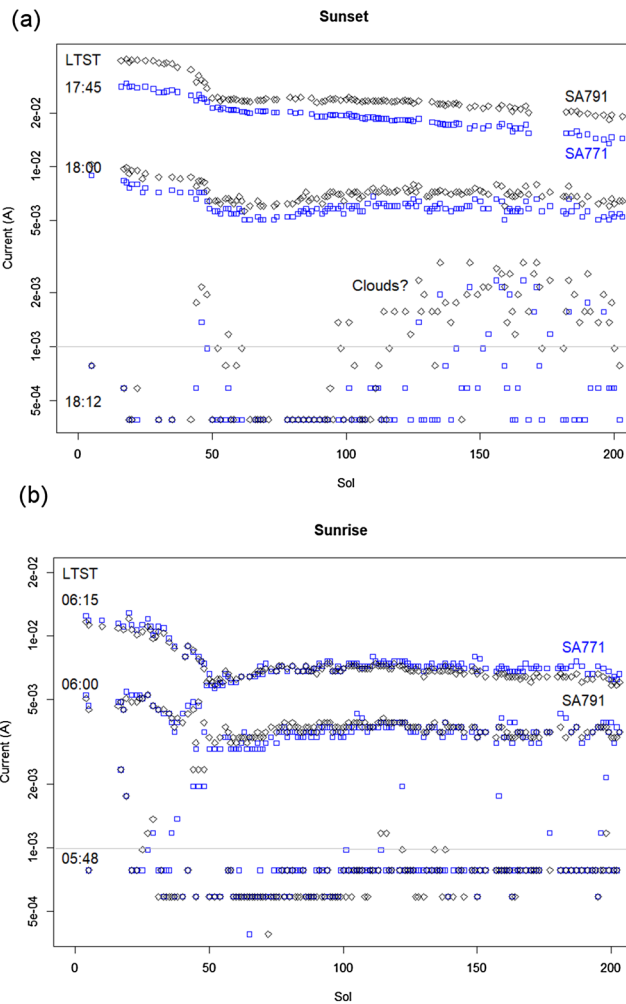 (a)
Sunset
LTST
17:45
SA791
SA771
18:00
Clouds?
18:12
Current (A)
2e-02
1e-02
5e-03
2e-03
1e-03
5e-04
0
50
100
150
200
Sol
(b)
Sunrise
LTST
06:15
SA771
06:00
SA791
05:48
Current (A)
2e-02
1e-02
5e-03
2e-03
1e-03
5e-04
0
50
100
150
200
Sol